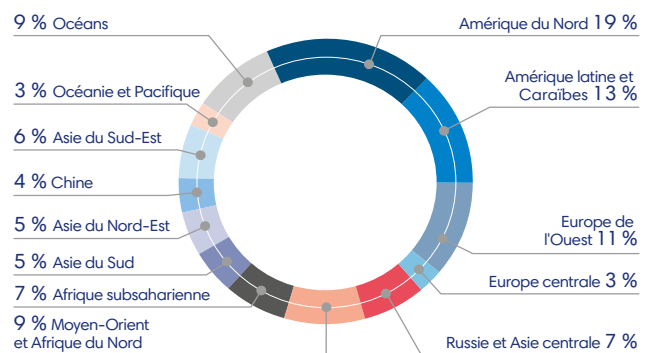 9 % Océans
Amérique du Nord 19 %
Amérique latine et
Caraïbes 13 %
3 % Océanie et Pacifique
6 % Asie du Sud-Est
4 % Chine
5 % Asie du Nord-Est
Europe de
l'Ouest 11 %
5 % Asie du Sud
Europe centrale 3 %
7 % Afrique subsaharienne
9 % Moyen-Orient
et Afrique du Nord
Russie et Asie centrale 7 %